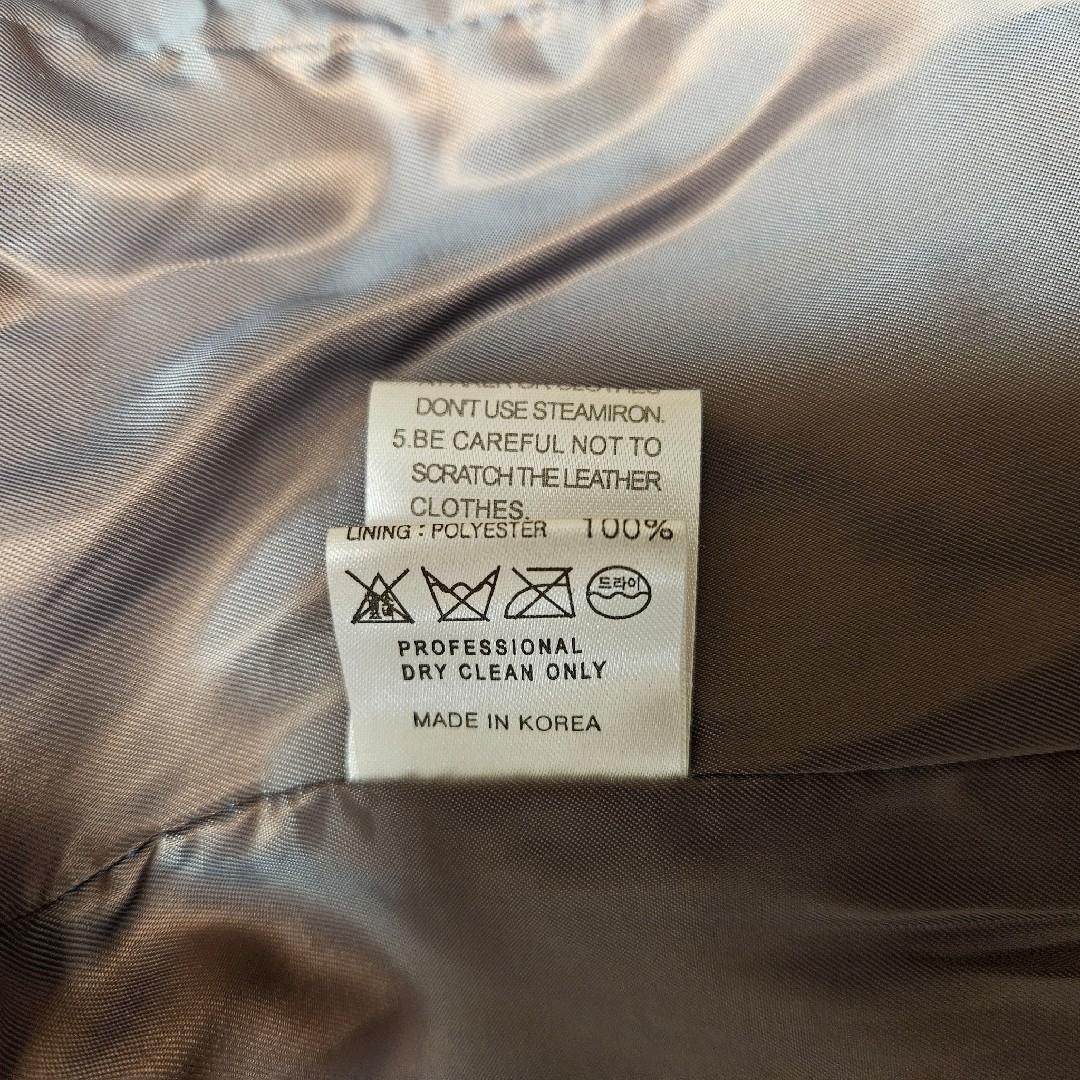 DON'T USE STEAMIRON.
5.BE CAREFUL NOT TO
SCRATCH THE LEATHER
CLOTHES.
LINING : POLYESTER 100%
드라이
PROFESSIONAL
DRY CLEAN ONLY
MADE IN KOREA